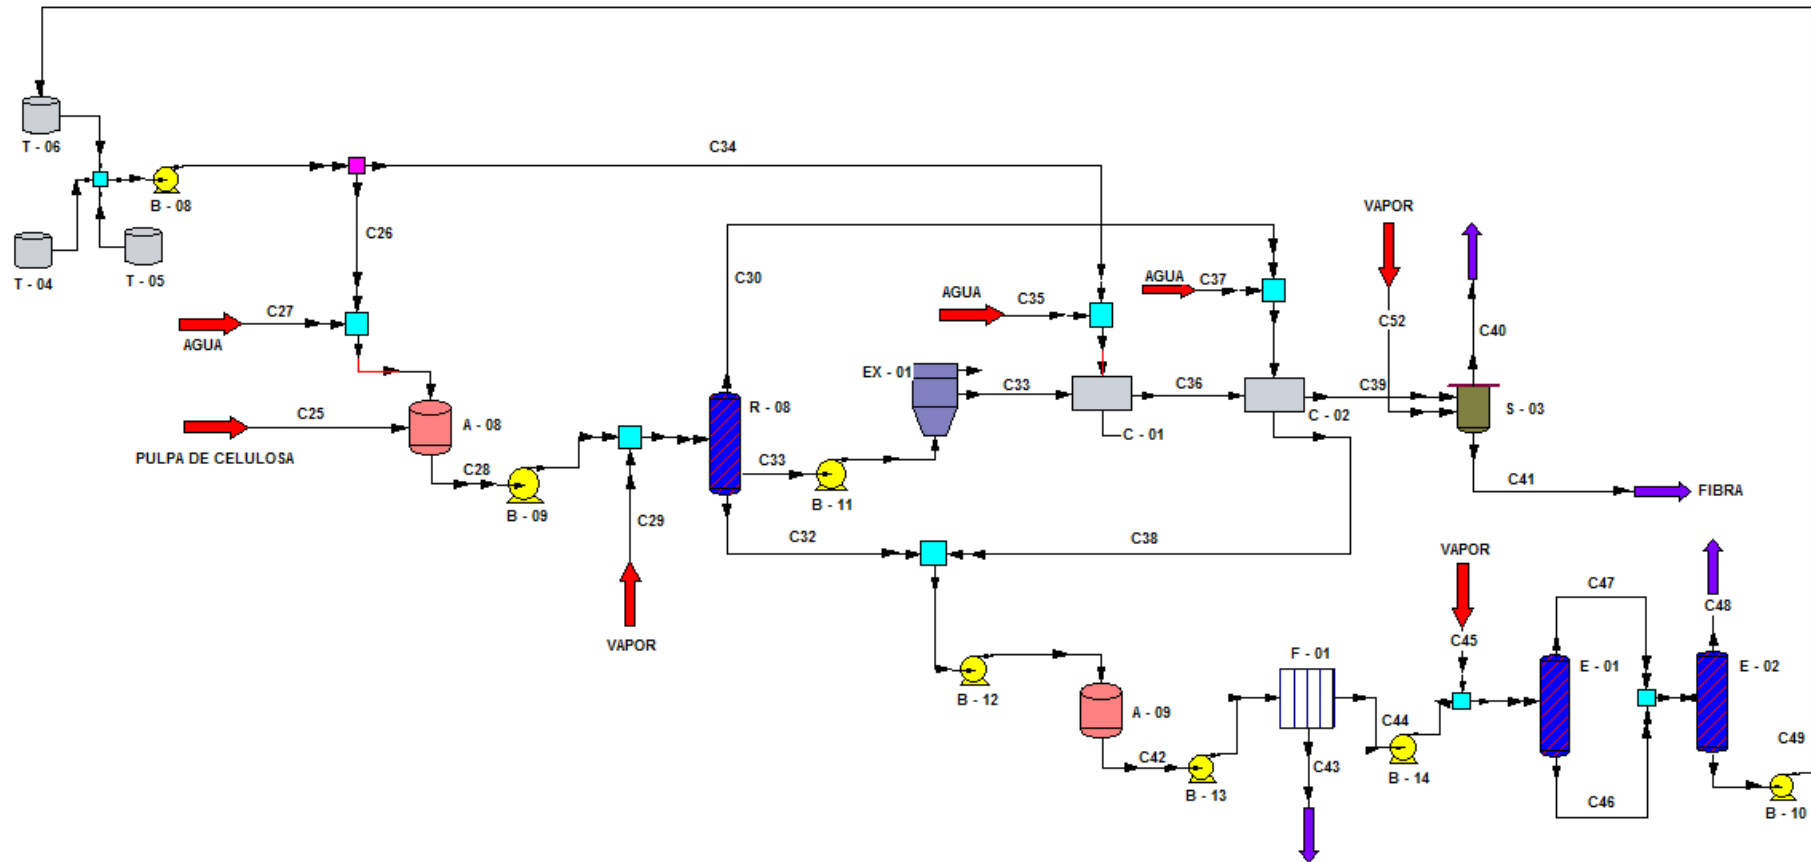 C34
T - 06
B - 08
VAPOR
C26
T - 04
T - 05
C30
AGUA
C37
C27
AGUA
C35
C52
C40
AGUA
EX - 01
C33
C36
C39
R - 08
C - 02
S - 03
C25
A - 08
C - 01
PULPA DE CELULOSA
C28
C33
B - 11
C41
FIBRA
B - 09
C29
C32
C38
VAPOR
C47
C48
VAPOR
C45
F - 01
E - 01
E - 02
B - 12
A - 09
C44
C49
C42
C43
B - 14
B - 13
C46
B - 10